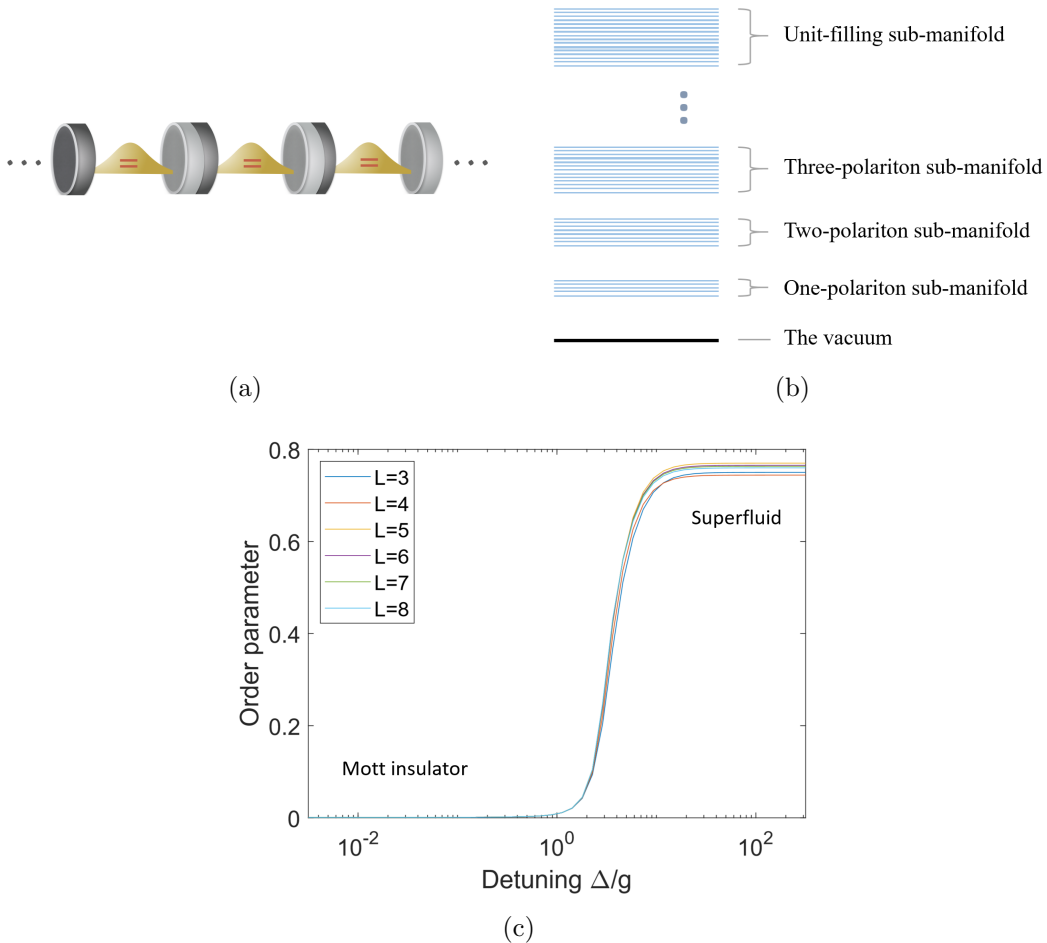 Unit-filling sub-manifold
Three-polariton sub-manifold
Two-polariton sub-manifold
One-polariton sub-manifold
The vacuum
(a)
(b)
0.8
0.6
0.4
0.2
0
Order parameter
L=3
L=4
L=5
L=6
L=7
L=8
Superfluid
Mott insulator
10^-2
10^0
10^2
Detuning Δ/g
(c)